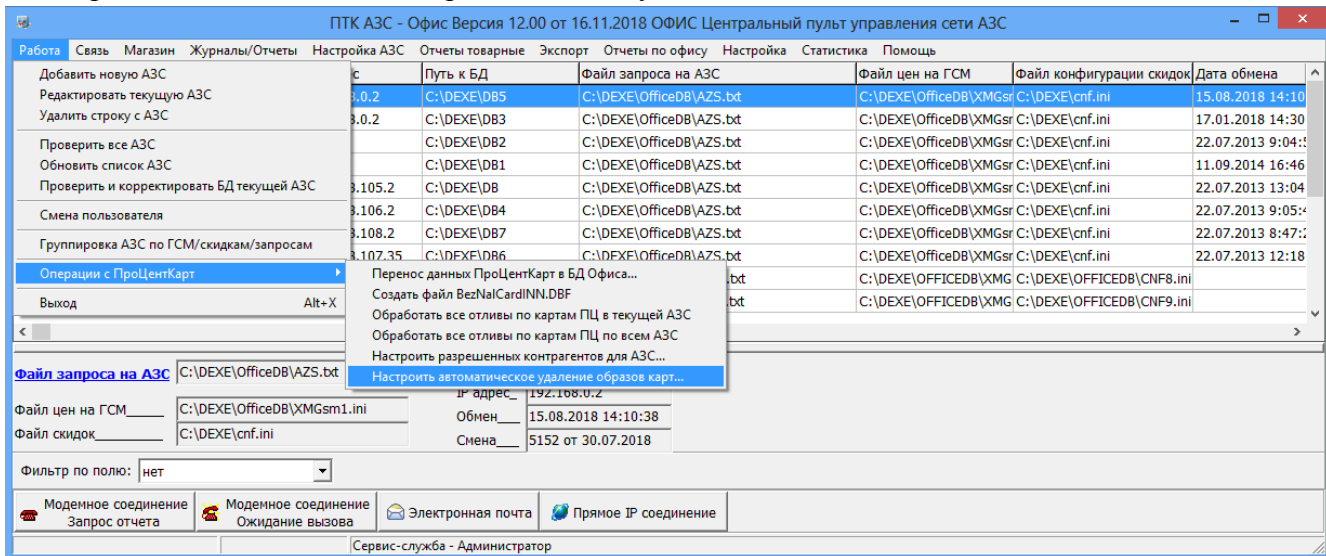 ПТК АЗС - Офис Версия 12.00 от 16.11.2018 ОФИС Центральный пульт управления сети АЗС
Работа Связь Магазин Журналы/Отчеты Настройка АЗС Отчеты товарные Экспорт Отчеты по офису Настройка Статистика Помощь
с Путь к БД Файл запроса на АЗС Файл цен на ГСМ Файл конфигурации скидок Дата обмена
.0.2 C:\DEXE\DB5 C:\DEXE\OfficeDB\AZS.txt C:\DEXE\OfficeDB\XMGsr C:\DEXE\cnf.ini 15.08.2018 14:10
.0.2 C:\DEXE\DB3 C:\DEXE\OfficeDB\AZS.txt C:\DEXE\OfficeDB\XMGsr C:\DEXE\cnf.ini 17.01.2018 14:30
C:\DEXE\DB2 C:\DEXE\OfficeDB\AZS.txt C:\DEXE\OfficeDB\XMGsr C:\DEXE\cnf.ini 22.07.2013 9:04:
C:\DEXE\DB1 C:\DEXE\OfficeDB\AZS.txt C:\DEXE\OfficeDB\XMGsr C:\DEXE\cnf.ini 11.09.2014 16:46
.105.2 C:\DEXE\DB C:\DEXE\OfficeDB\AZS.txt C:\DEXE\OfficeDB\XMGsr C:\DEXE\cnf.ini 22.07.2013 13:04
.106.2 C:\DEXE\DB4 C:\DEXE\OfficeDB\AZS.txt C:\DEXE\OfficeDB\XMGsr C:\DEXE\cnf.ini 22.07.2013 9:05:
.108.2 C:\DEXE\DB7 C:\DEXE\OfficeDB\AZS.txt C:\DEXE\OfficeDB\XMGsr C:\DEXE\cnf.ini 22.07.2013 8:47:
.107.35 C:\DEXE\DB6 C:\DEXE\OfficeDB\AZS.txt C:\DEXE\OfficeDB\XMGsr C:\DEXE\cnf.ini 22.07.2013 12:18
.txt C:\DEXE\OFFICEDB\XMG C:\DEXE\OFFICEDB\CNF8.ini
.txt C:\DEXE\OFFICEDB\XMG C:\DEXE\OFFICEDB\CNF9.ini
Добавить новую АЗС
Редактировать текущую АЗС
Удалить строку с АЗС
Проверить все АЗС
Обновить список АЗС
Проверить и корректировать БД текущей АЗС
Смена пользователя
Группировка АЗС по ГСМ/скидкам/запросам
Операции с ПроЦентКарт
Выход Alt+X
Перенос данных ПроЦентКарт в БД Офиса...
Создать файл BezNalCardINN.DBF
Обработать все отливы по картам ПЦ в текущей АЗС
Обработать все отливы по картам ПЦ по всем АЗС
Настроить разрешенных контрагентов для АЗС...
Настроить автоматическое удаление образов карт...
Файл запроса на АЗС C:\DEXE\OfficeDB\AZS.txt
IP адрес_ 192.168.0.2
Файл цен на ГСМ_____ C:\DEXE\OfficeDB\XMGsm1.ini
Обмен___ 15.08.2018 14:10:38
Файл скидок_________ C:\DEXE\cnf.ini
Смена___ 5152 от 30.07.2018
Фильтр по полю: нет
Модемное соединение Запрос отчета
Модемное соединение Ожидание вызова
Электронная почта
Прямое IP соединение
Сервис-служба - Администратор